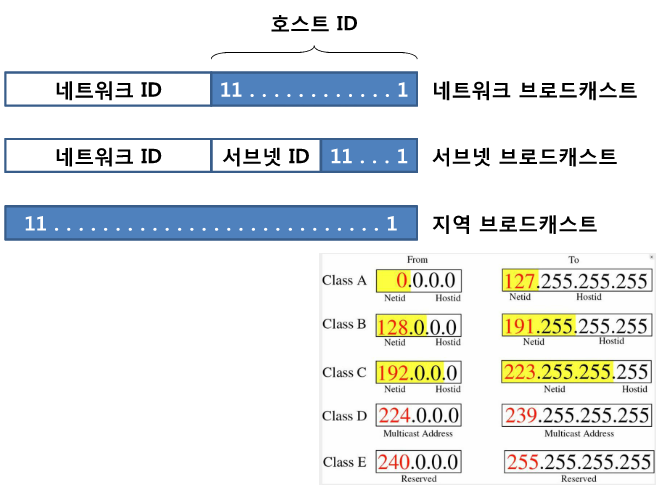 호스트 ID
네트워크 ID 11 . . . . . . . . . . . . 1 네트워크 브로드캐스트
네트워크 ID 서브넷 ID 11 . . . 1 서브넷 브로드캐스트
11 . . . . . . . . . . . . . . . . . . . . . . . . . . . . 1 지역 브로드캐스트
From To
Class A 0.0.0.0 127.255.255.255
Netid Hostid Netid Hostid
Class B 128.0.0.0 191.255.255.255
Netid Hostid Netid Hostid
Class C 192.0.0.0 223.255.255.255
Netid Hostid Netid Hostid
Class D 224.0.0.0 239.255.255.255
Multicast Address Multicast Address
Class E 240.0.0.0 255.255.255.255
Reserved Reserved